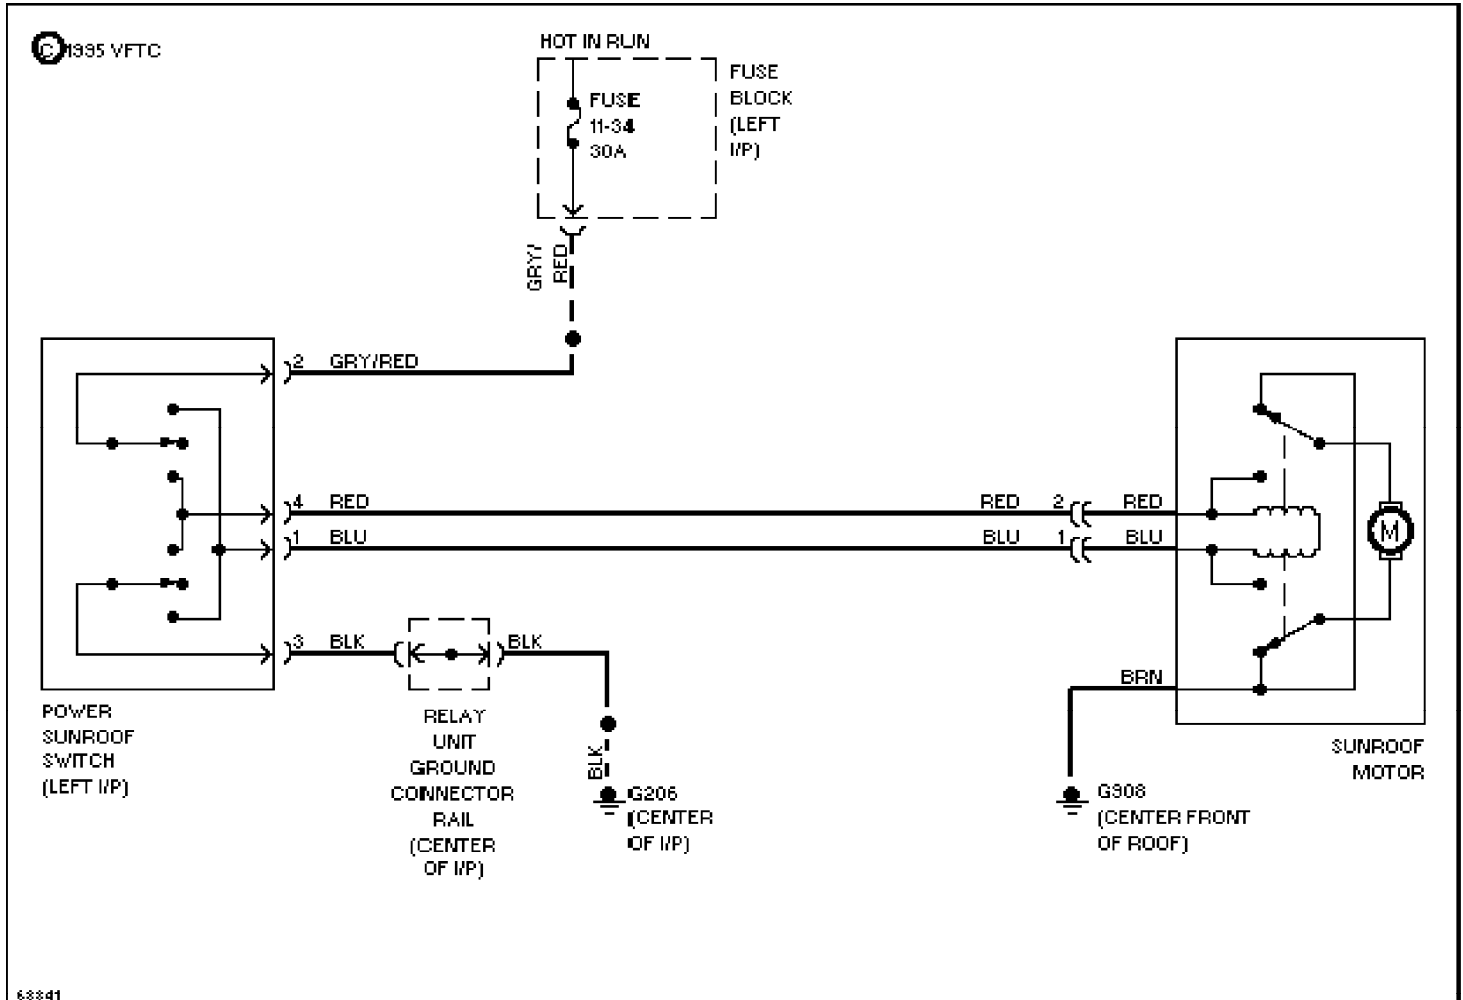 © 1995 VFTC
HOT IN RUN
FUSE
11-34
30A
FUSE
BLOCK
(LEFT
I/P)
GRY/
RED
2 GRY/RED
4 RED
RED 2 RED
1 BLU
BLU 1 BLU
M
3 BLK
BLK
BRN
POWER
SUNROOF
SWITCH
(LEFT I/P)
RELAY
UNIT
GROUND
CONNECTOR
RAIL
(CENTER
OF I/P)
BLK
G206
(CENTER
OF I/P)
G908
(CENTER FRONT
OF ROOF)
SUNROOF
MOTOR